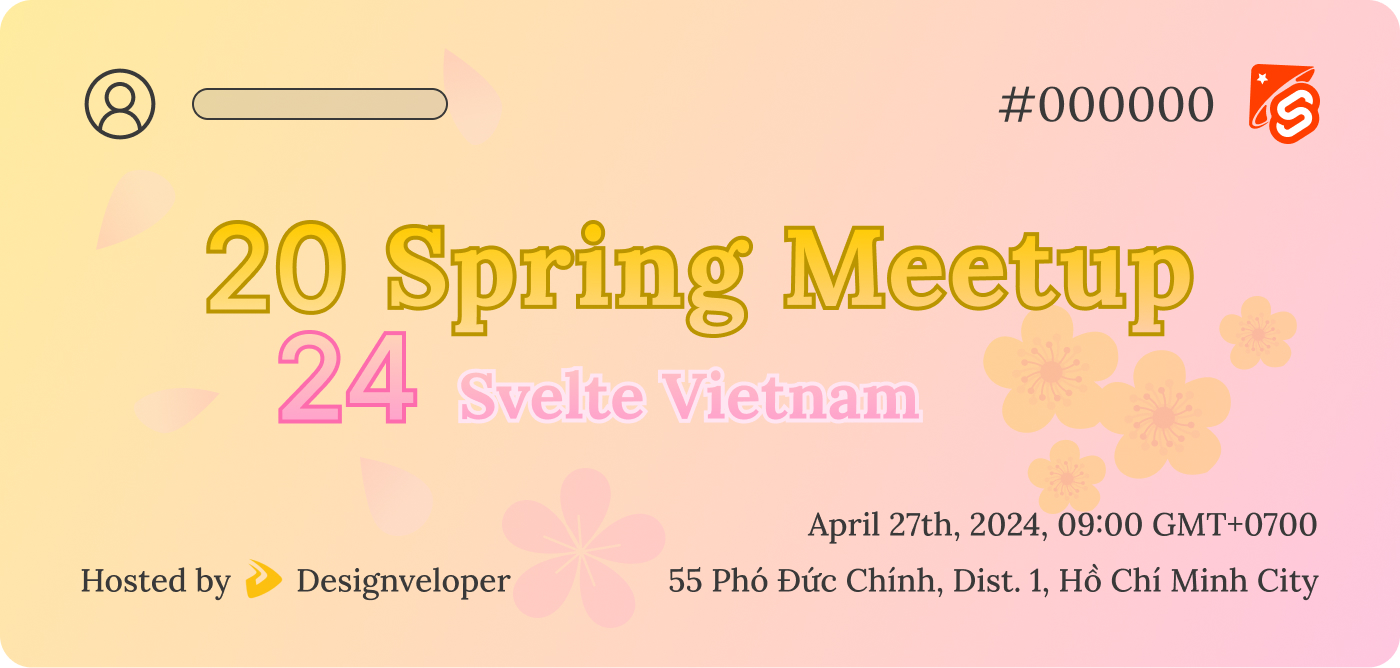 #000000
20 Spring Meetup
24 Svelte Vietnam
April 27th, 2024, 09:00 GMT+0700
Hosted by Designveloper
55 Phó Đức Chính, Dist. 1, Hồ Chí Minh City